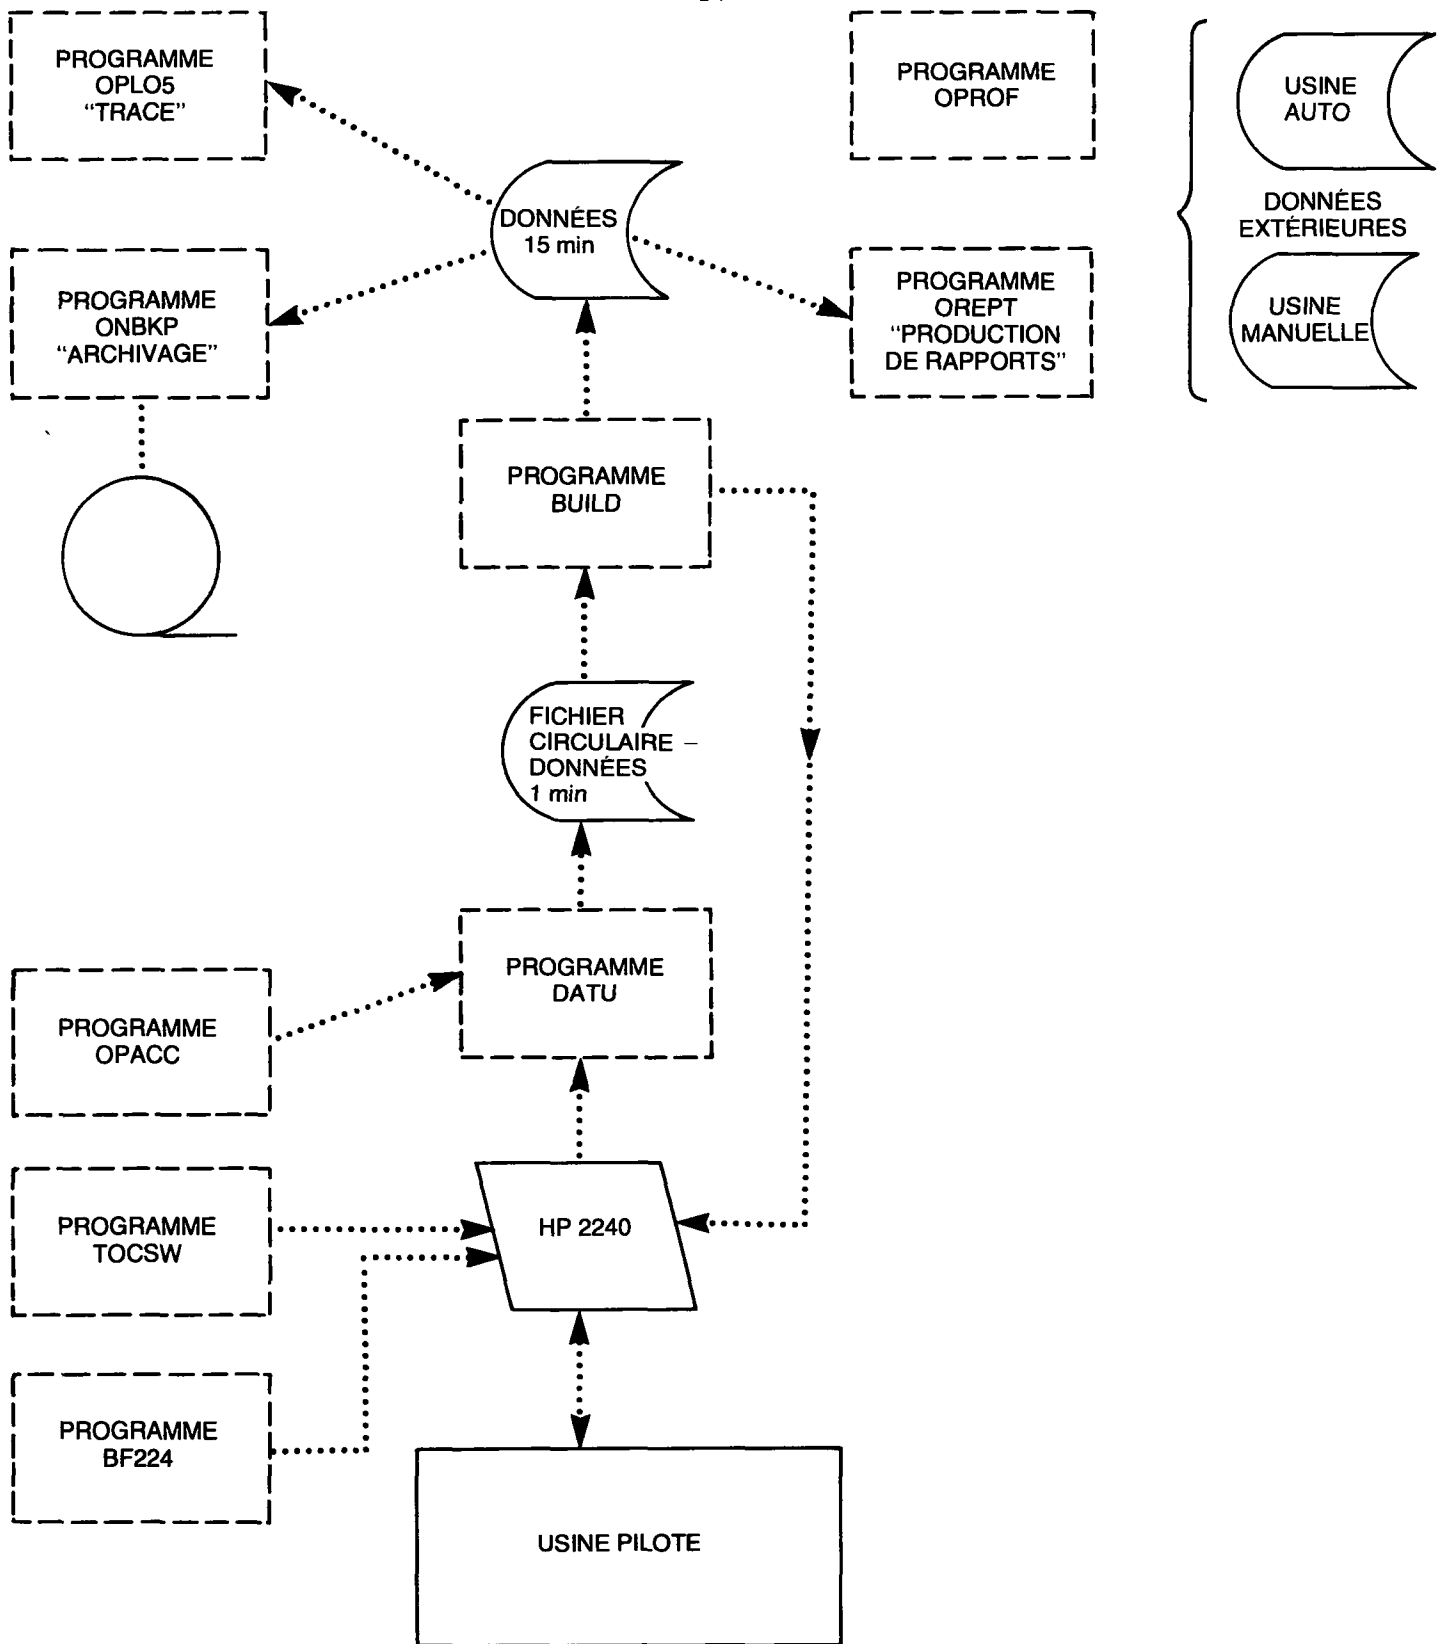 PROGRAMME
OPLO5
“TRACE”
PROGRAMME
OPROF
USINE
AUTO
DONNÉES
EXTÉRIEURES
USINE
MANUELLE
DONNÉES
15 min
PROGRAMME
ONBKP
“ARCHIVAGE”
PROGRAMME
OREPT
“PRODUCTION
DE RAPPORTS”
PROGRAMME
BUILD
FICHIER
CIRCULAIRE –
DONNÉES
1 min
PROGRAMME
DATU
PROGRAMME
OPACC
PROGRAMME
TOCSW
HP 2240
PROGRAMME
BF224
USINE PILOTE